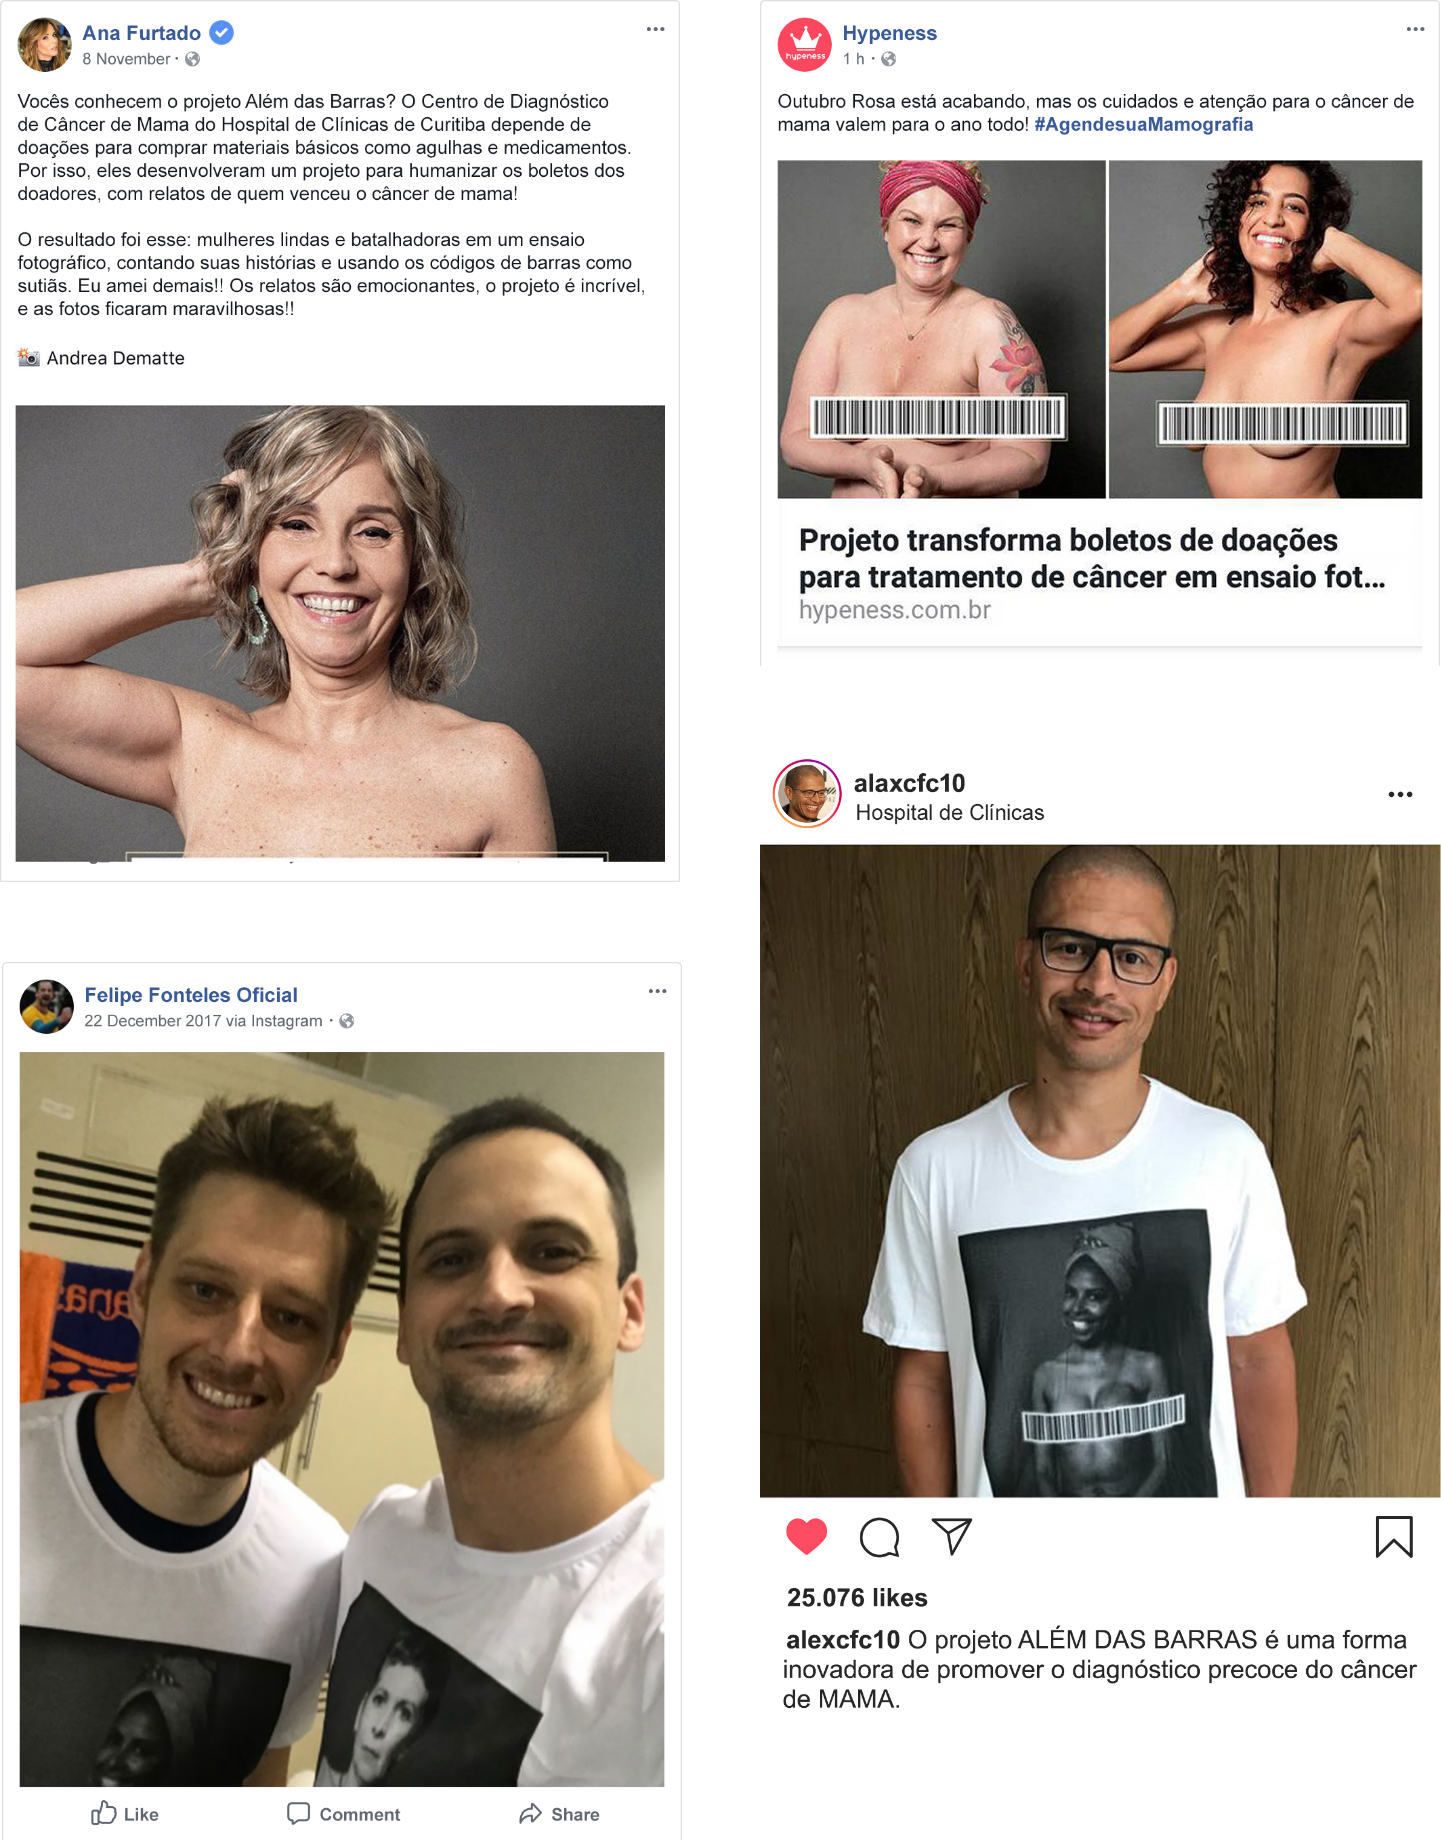 Ana Furtado
8 November ·
Vocês conhecem o projeto Além das Barras? O Centro de Diagnóstico
de Câncer de Mama do Hospital de Clínicas de Curitiba depende de
doações para comprar materiais básicos como agulhas e medicamentos.
Por isso, eles desenvolveram um projeto para humanizar os boletos dos
doadores, com relatos de quem venceu o câncer de mama!
O resultado foi esse: mulheres lindas e batalhadoras em um ensaio
fotográfico, contando suas histórias e usando os códigos de barras como
sutiãs. Eu amei demais!! Os relatos são emocionantes, o projeto é incrível,
e as fotos ficaram maravilhosas!!
Andrea Dematte
hypeness
Hypeness
1 h ·
Outubro Rosa está acabando, mas os cuidados e atenção para o câncer de
mama valem para o ano todo! #AgendesuaMamografia
Projeto transforma boletos de doações
para tratamento de câncer em ensaio fot...
hypeness.com.br
Felipe Fonteles Oficial
22 December 2017 via Instagram ·
Like
Comment
Share
alaxcfc10
Hospital de Clínicas
25.076 likes
alexcfc10 O projeto ALÉM DAS BARRAS é uma forma
inovadora de promover o diagnóstico precoce do câncer
de MAMA.